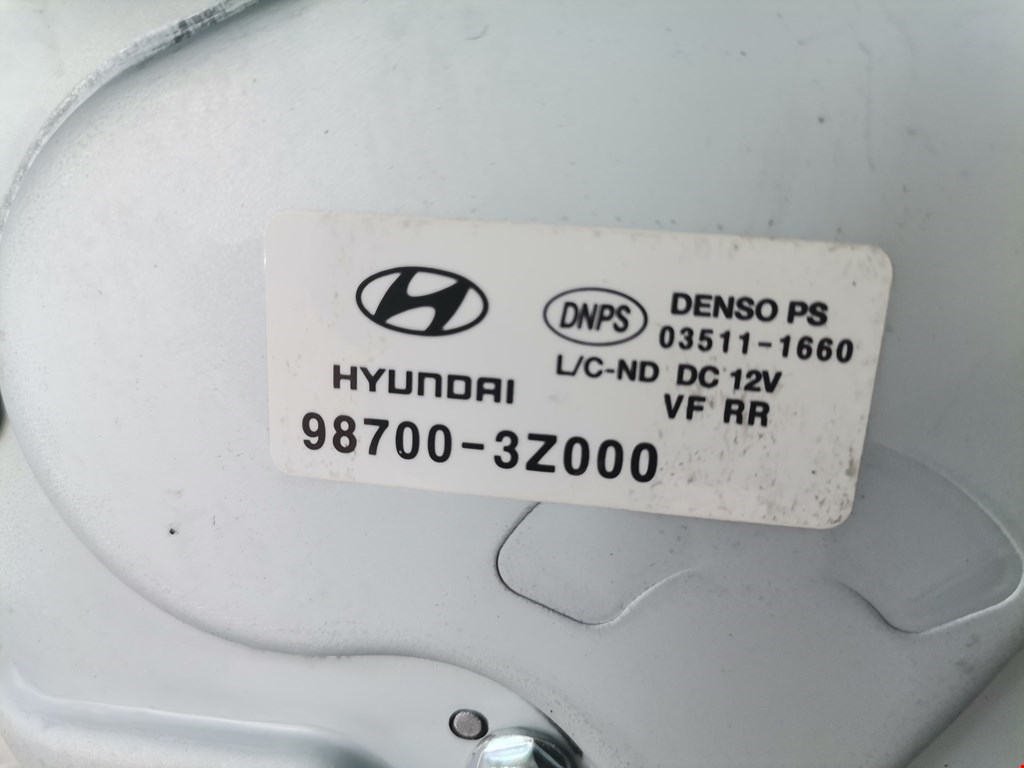 HYUNDAI
98700-3Z000
DNPS
DENSO PS
03511-1660
L/C-ND DC 12V
VF RR